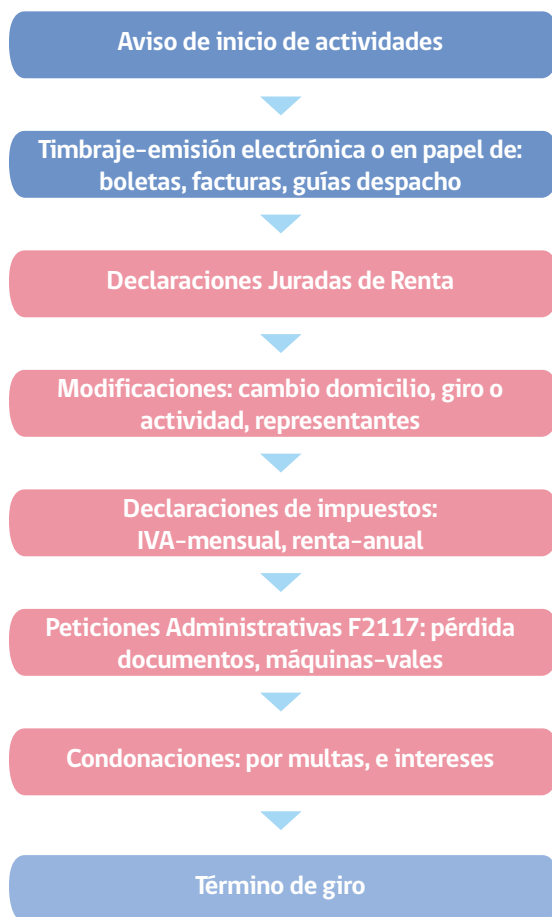 Aviso de inicio de actividades
Timbraje-emisión electrónica o en papel de:
boletas, facturas, guías despacho
Declaraciones Juradas de Renta
Modificaciones: cambio domicilio, giro o
actividad, representantes
Declaraciones de impuestos:
IVA-mensual, renta-anual
Peticiones Administrativas F2117: pérdida
documentos, máquinas-vales
Condonaciones: por multas, e intereses
Término de giro